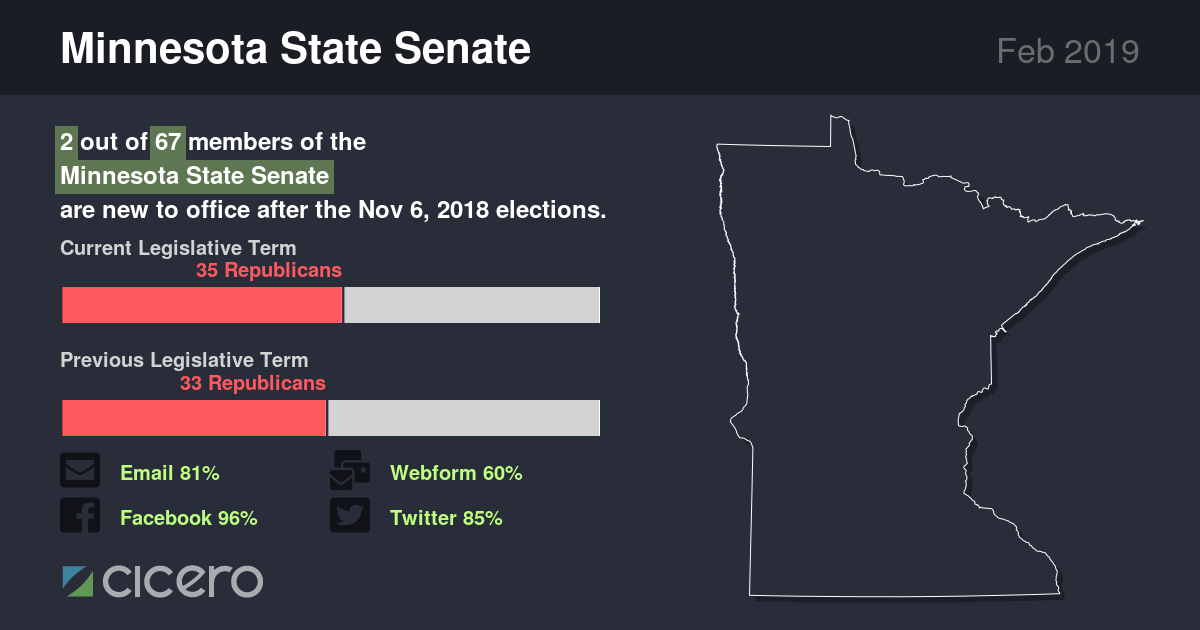 Minnesota State Senate
Feb 2019
2 out of 67 members of the
Minnesota State Senate
are new to office after the Nov 6, 2018 elections.
Current Legislative Term
35 Republicans
Previous Legislative Term
33 Republicans
Email 81%
Webform 60%
Facebook 96%
Twitter 85%
cicero